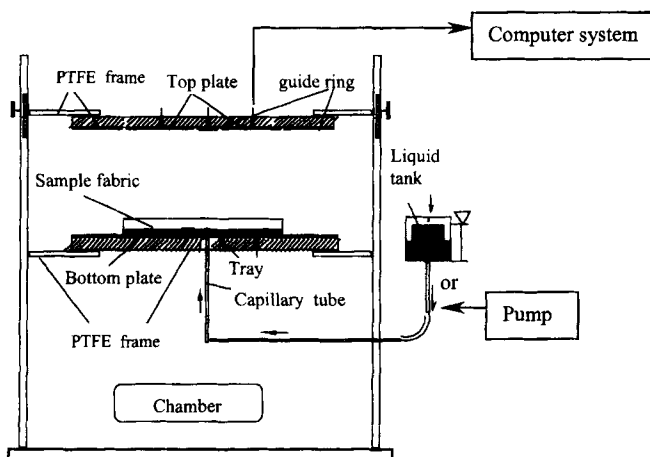 Computer system
PTFE frame
Top plate
guide ring
Liquid
tank
Sample fabric
Bottom plate
Tray
Capillary tube
or
Pump
PTFE frame
Chamber